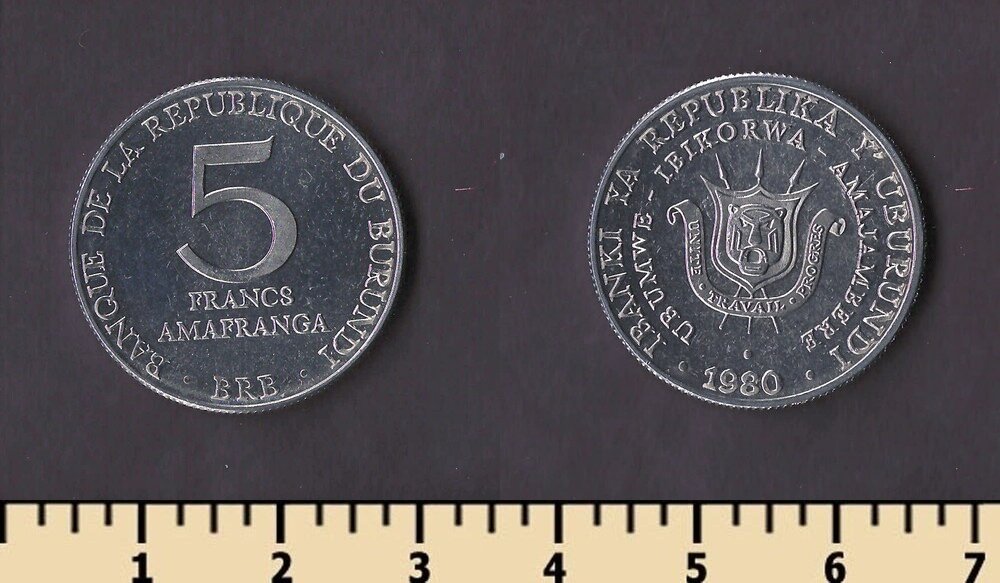 BANQUE DE LA REPUBLIQUE DU BURUNDI
5
FRANCS
AMAFRANGA
· BRB ·
IBANKI YA REPUBLIKA Y'UBURUNDI
UBUMWE - IBIKORWA - AMAJAMBERE
UNITE · TRAVAIL · PROGRES
· 1980 ·
1 2 3 4 5 6 7